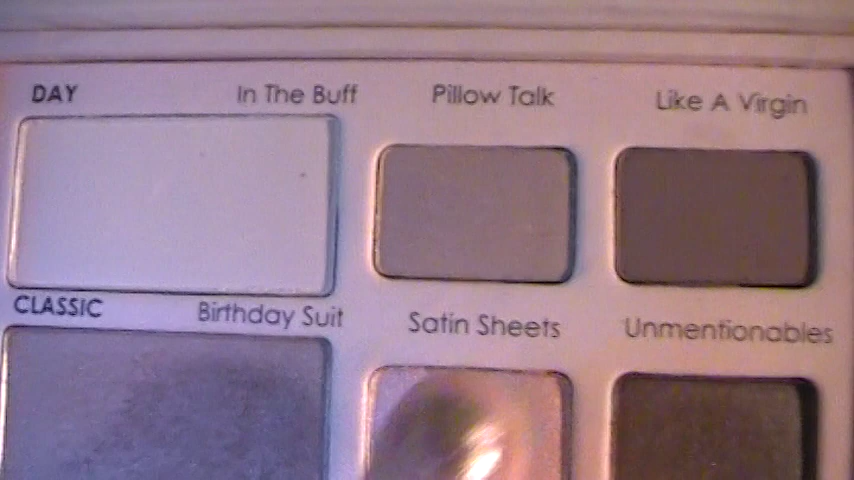 DAY In The Buff Pillow Talk Like A Virgin
CLASSIC Birthday Suit Satin Sheets Unmentionables